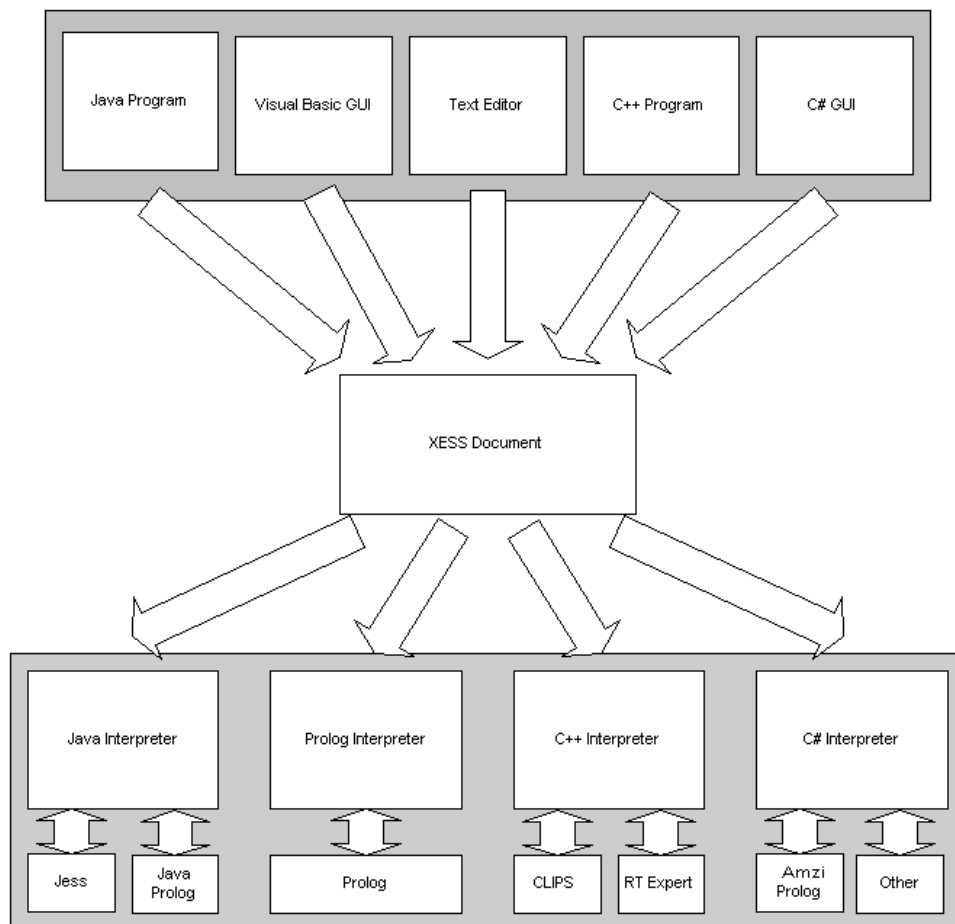 Java Program
Visual Basic GUI
Text Editor
C++ Program
C# GUI
XESS Document
Java Interpreter
Prolog Interpreter
C++ Interpreter
C# Interpreter
Jess
Java
Prolog
Prolog
CLIPS
RT Expert
Amzi
Prolog
Other